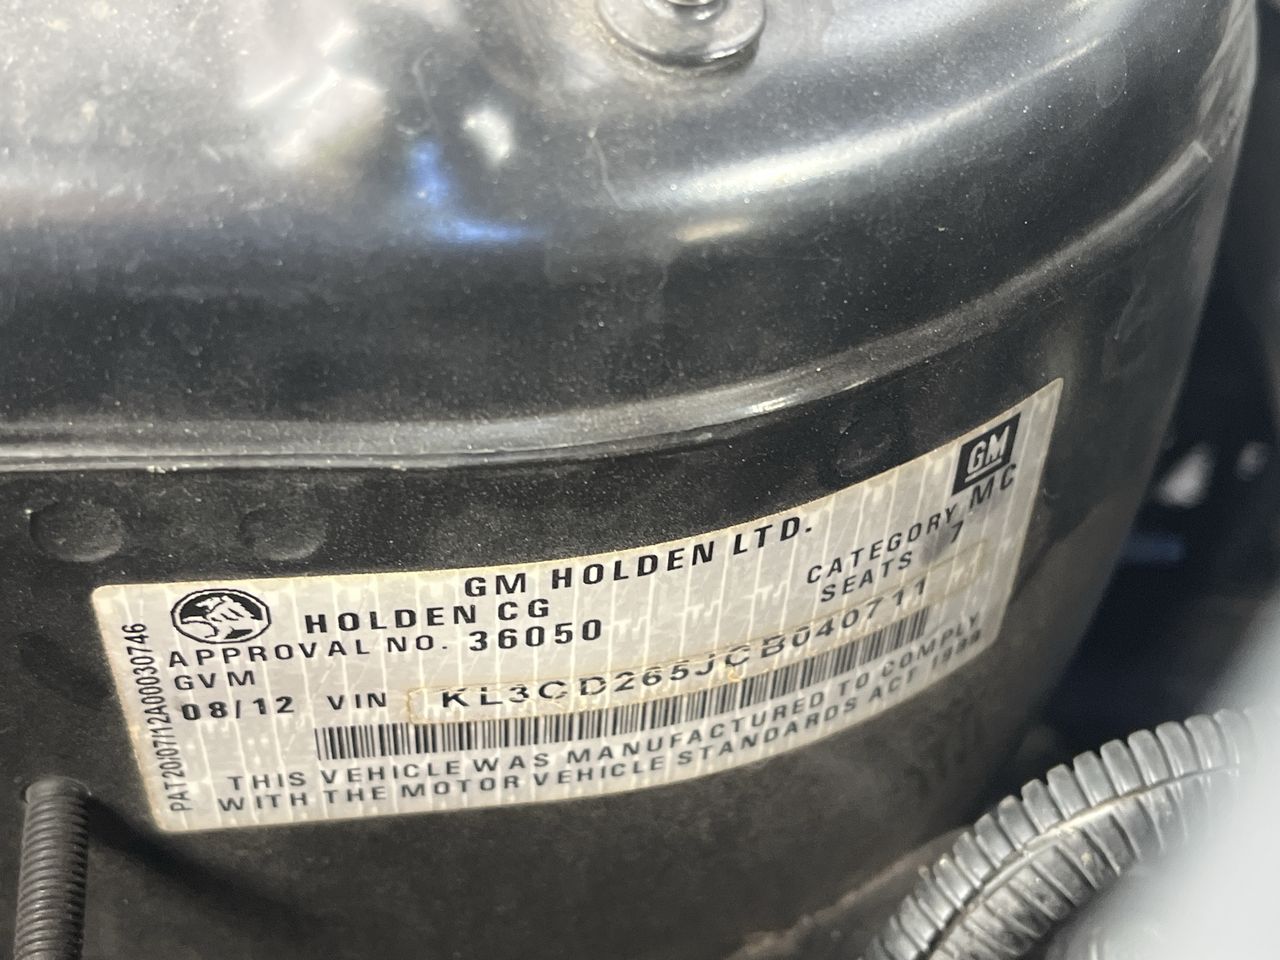 GM
GM HOLDEN LTD.
HOLDEN CG
CATEGORY MC
APPROVAL NO. 36050
SEATS 7
GVM
08/12 VIN KL3CD265JCB040711
THIS VEHICLE WAS MANUFACTURED TO COMPLY
WITH THE MOTOR VEHICLE STANDARDS ACT 1989
PAT20/07/12A00030746